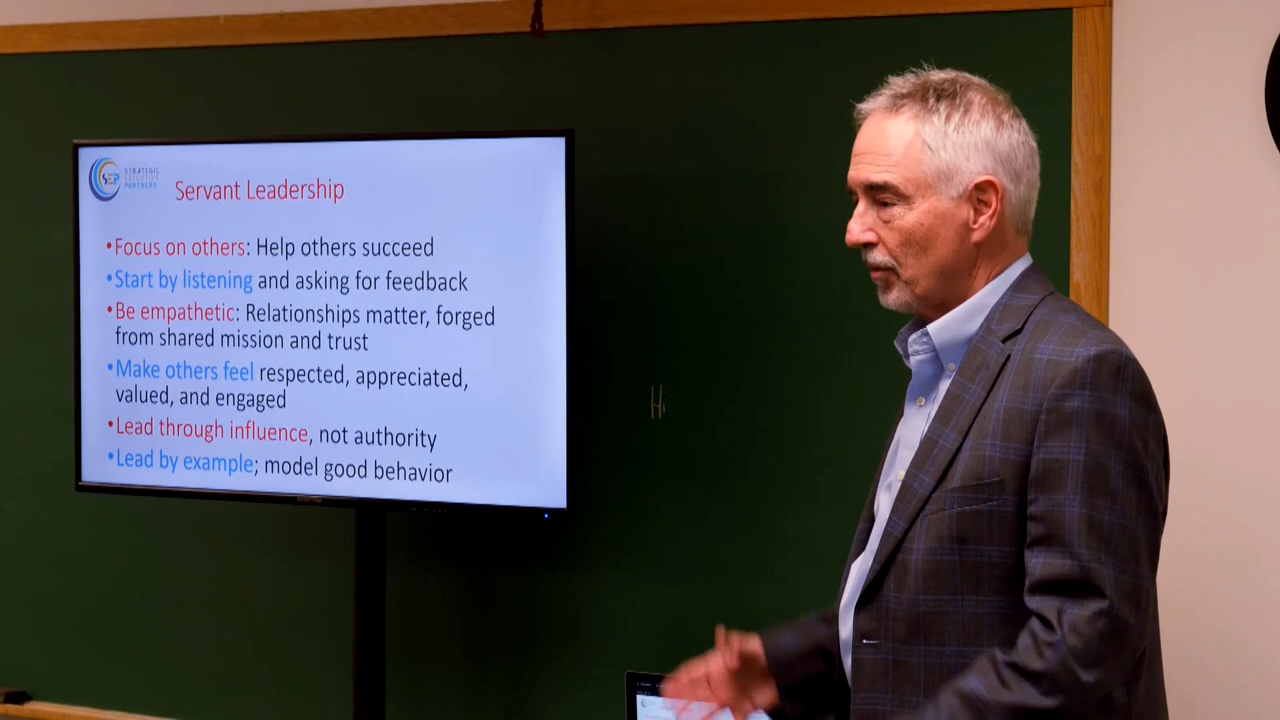 SEP
STRATEGIC
EXECUTIVE
PARTNERS
Servant Leadership
•Focus on others: Help others succeed
•Start by listening and asking for feedback
•Be empathetic: Relationships matter, forged
from shared mission and trust
•Make others feel respected, appreciated,
valued, and engaged
•Lead through influence, not authority
•Lead by example; model good behavior
Hi